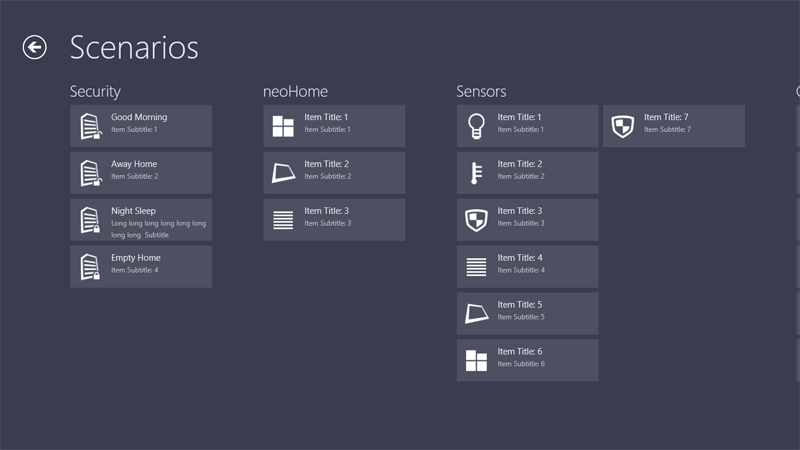 Scenarios
Security
Good Morning
Item Subtitle: 1
Away Home
Item Subtitle: 2
Night Sleep
Long long long long long long
long long Subtitle
Empty Home
Item Subtitle: 4
neoHome
Item Title: 1
Item Subtitle: 1
Item Title: 2
Item Subtitle: 2
Item Title: 3
Item Subtitle: 3
Sensors
Item Title: 1
Item Subtitle: 1
Item Title: 2
Item Subtitle: 2
Item Title: 3
Item Subtitle: 3
Item Title: 4
Item Subtitle: 4
Item Title: 5
Item Subtitle: 5
Item Title: 6
Item Subtitle: 6
Item Title: 7
Item Subtitle: 7